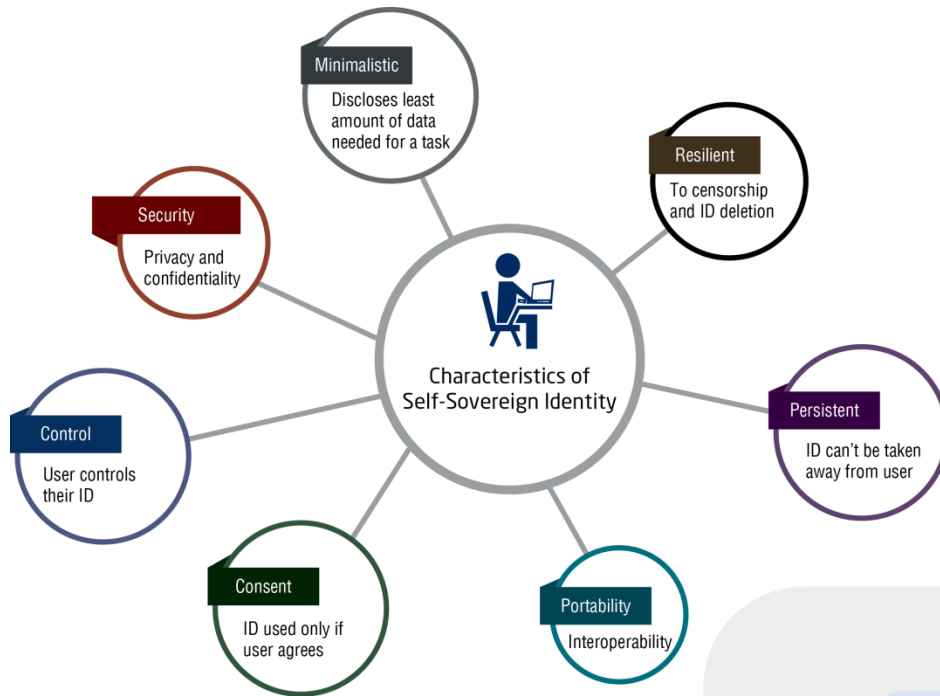 Minimalistic
Discloses least
amount of data
needed for a task
Resilient
To censorship
and ID deletion
Security
Privacy and
confidentiality
Characteristics of
Self-Sovereign Identity
Persistent
ID can't be taken
away from user
Control
User controls
their ID
Consent
ID used only if
user agrees
Portability
Interoperability